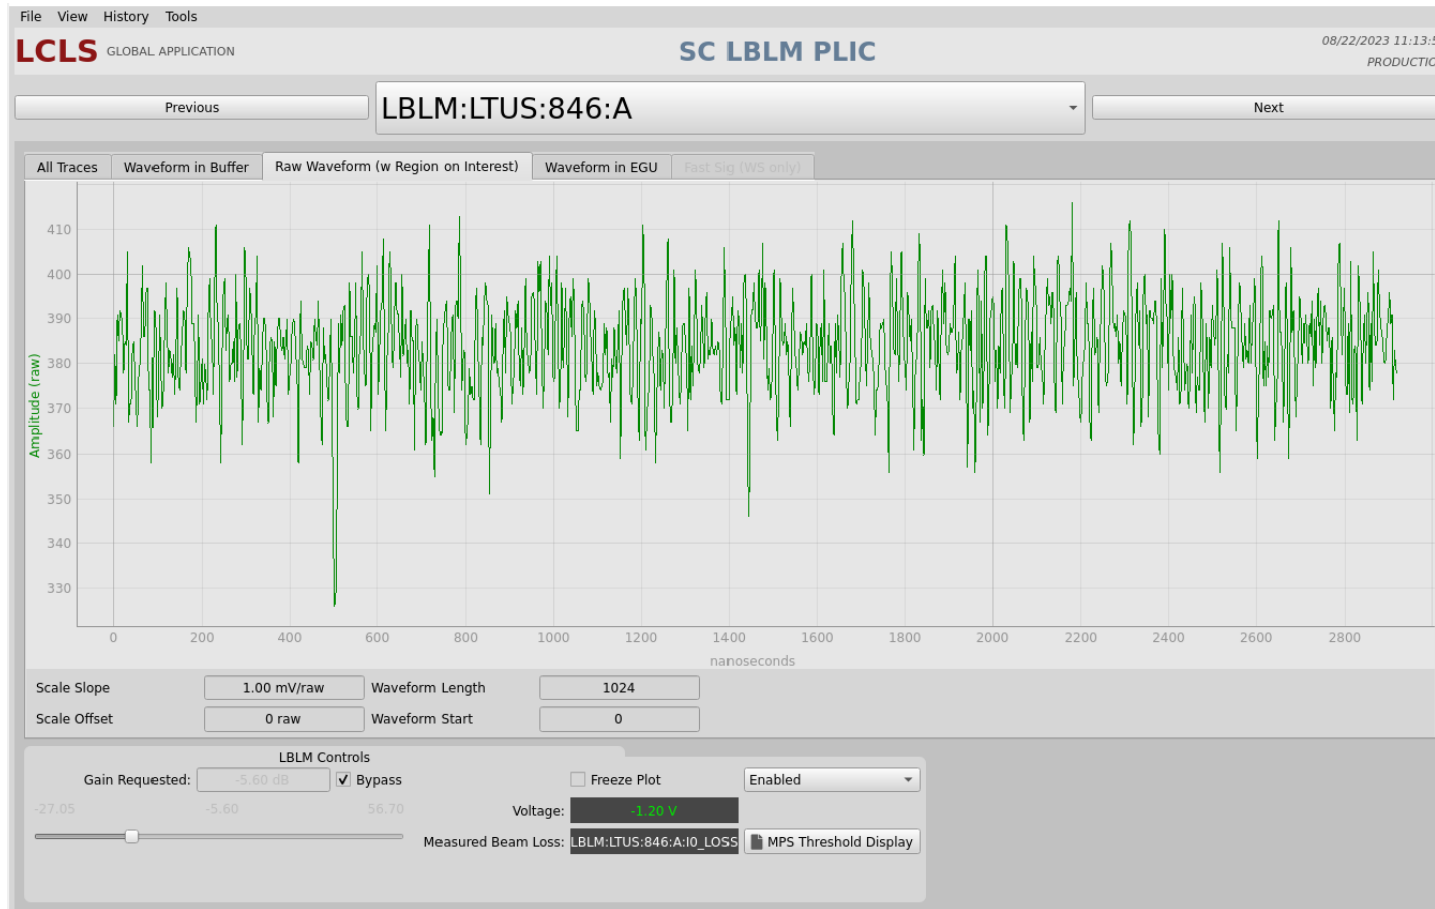 File View History Tools
LCLS GLOBAL APPLICATION
SC LBLM PLIC
08/22/2023 11:13:5
PRODUCTIO
Previous
LBLM:LTUS:846:A
Next
All Traces
Waveform in Buffer
Raw Waveform (w Region on Interest)
Waveform in EGU
Fast Sig (WS only)
Amplitude (raw)
410
400
390
380
370
360
350
340
330
0 200 400 600 800 1000 1200 1400 1600 1800 2000 2200 2400 2600 2800
nanoseconds
Scale Slope 1.00 mV/raw Waveform Length 1024
Scale Offset 0 raw Waveform Start 0
LBLM Controls
Gain Requested: -5.60 dB Bypass
Freeze Plot Enabled
-27.05 -5.60 56.70
Voltage: -1.20 V
Measured Beam Loss: LBLM:LTUS:846:A:I0_LOSS MPS Threshold Display